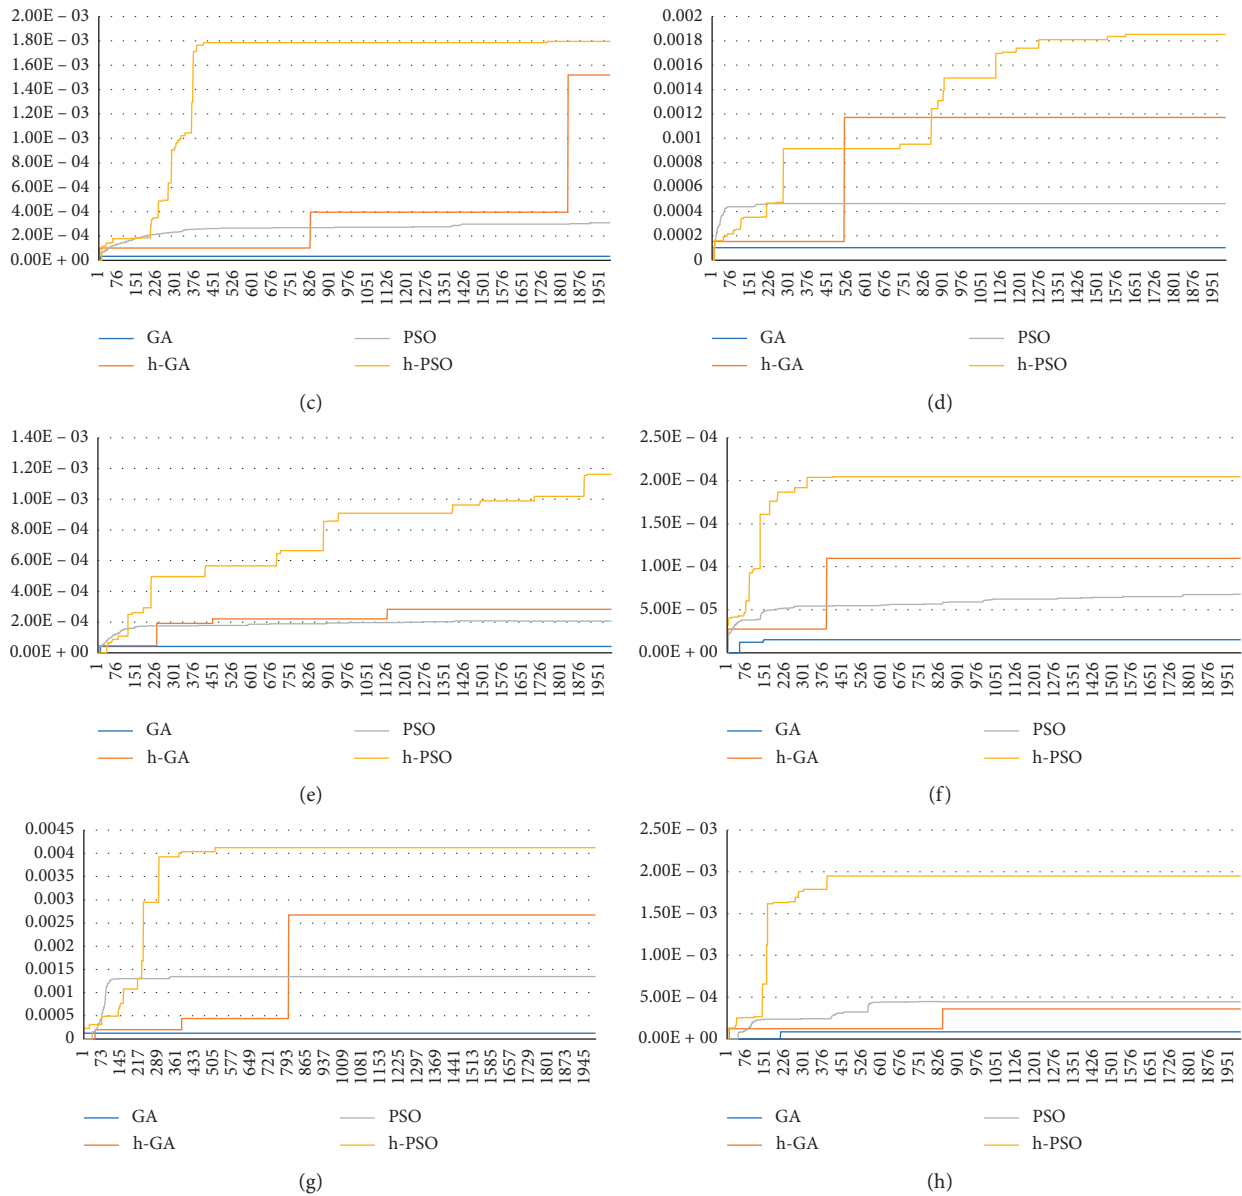 2.00E – 03
1.80E – 03
1.60E – 03
1.40E – 03
1.20E – 03
1.00E – 03
8.00E – 04
6.00E – 04
4.00E – 04
2.00E – 04
0.00E + 00
1 76 151 226 301 376 451 526 601 676 751 826 901 976 1051 1126 1201 1276 1351 1426 1501 1576 1651 1726 1801 1876 1951
GA PSO
h-GA h-PSO
(c)
0.002
0.0018
0.0016
0.0014
0.0012
0.001
0.0008
0.0006
0.0004
0.0002
0
1 76 151 226 301 376 451 526 601 676 751 826 901 976 1051 1126 1201 1276 1351 1426 1501 1576 1651 1726 1801 1876 1951
GA PSO
h-GA h-PSO
(d)
1.40E – 03
1.20E – 03
1.00E – 03
8.00E – 04
6.00E – 04
4.00E – 04
2.00E – 04
0.00E + 00
1 76 151 226 301 376 451 526 601 676 751 826 901 976 1051 1126 1201 1276 1351 1426 1501 1576 1651 1726 1801 1876 1951
GA PSO
h-GA h-PSO
(e)
2.50E – 04
2.00E – 04
1.50E – 04
1.00E – 04
5.00E – 05
0.00E + 00
1 76 151 226 301 376 451 526 601 676 751 826 901 976 1051 1126 1201 1276 1351 1426 1501 1576 1651 1726 1801 1876 1951
GA PSO
h-GA h-PSO
(f)
0.0045
0.004
0.0035
0.003
0.0025
0.002
0.0015
0.001
0.0005
0
1 73 145 217 289 361 433 505 577 649 721 793 865 937 1009 1081 1153 1225 1297 1369 1441 1513 1585 1657 1729 1801 1873 1945
GA PSO
h-GA h-PSO
(g)
2.50E – 03
2.00E – 03
1.50E – 03
1.00E – 03
5.00E – 04
0.00E + 00
1 76 151 226 301 376 451 526 601 676 751 826 901 976 1051 1126 1201 1276 1351 1426 1501 1576 1651 1726 1801 1876 1951
GA PSO
h-GA h-PSO
(h)